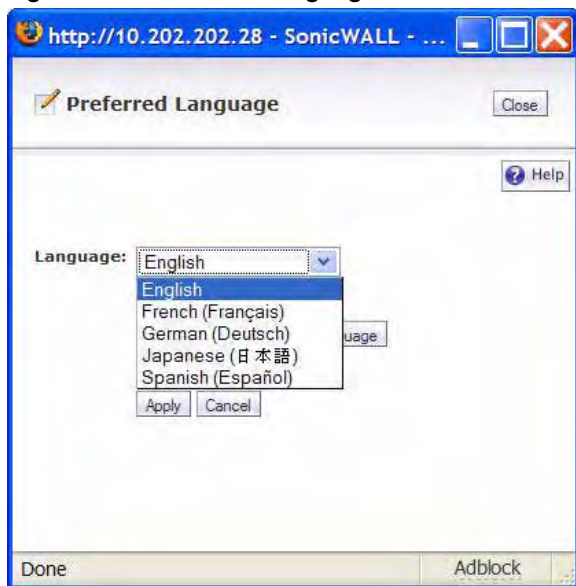 http://10.202.202.28 - SonicWALL - ...
Preferred Language
Close
Help
Language:
English
English
French (Français)
German (Deutsch)
Japanese (日本語)
Spanish (Español)
uage
Apply
Cancel
Done
Adblock